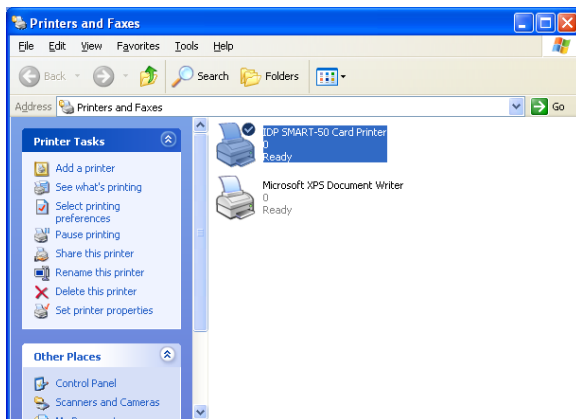 Printers and Faxes
File Edit View Favorites Tools Help
Back Search Folders
Address Printers and Faxes Go
Printer Tasks
Add a printer
See what's printing
Select printing
preferences
Pause printing
Share this printer
Rename this printer
Delete this printer
Set printer properties
Other Places
Control Panel
Scanners and Cameras
IDP SMART-50 Card Printer
0
Ready
Microsoft XPS Document Writer
0
Ready